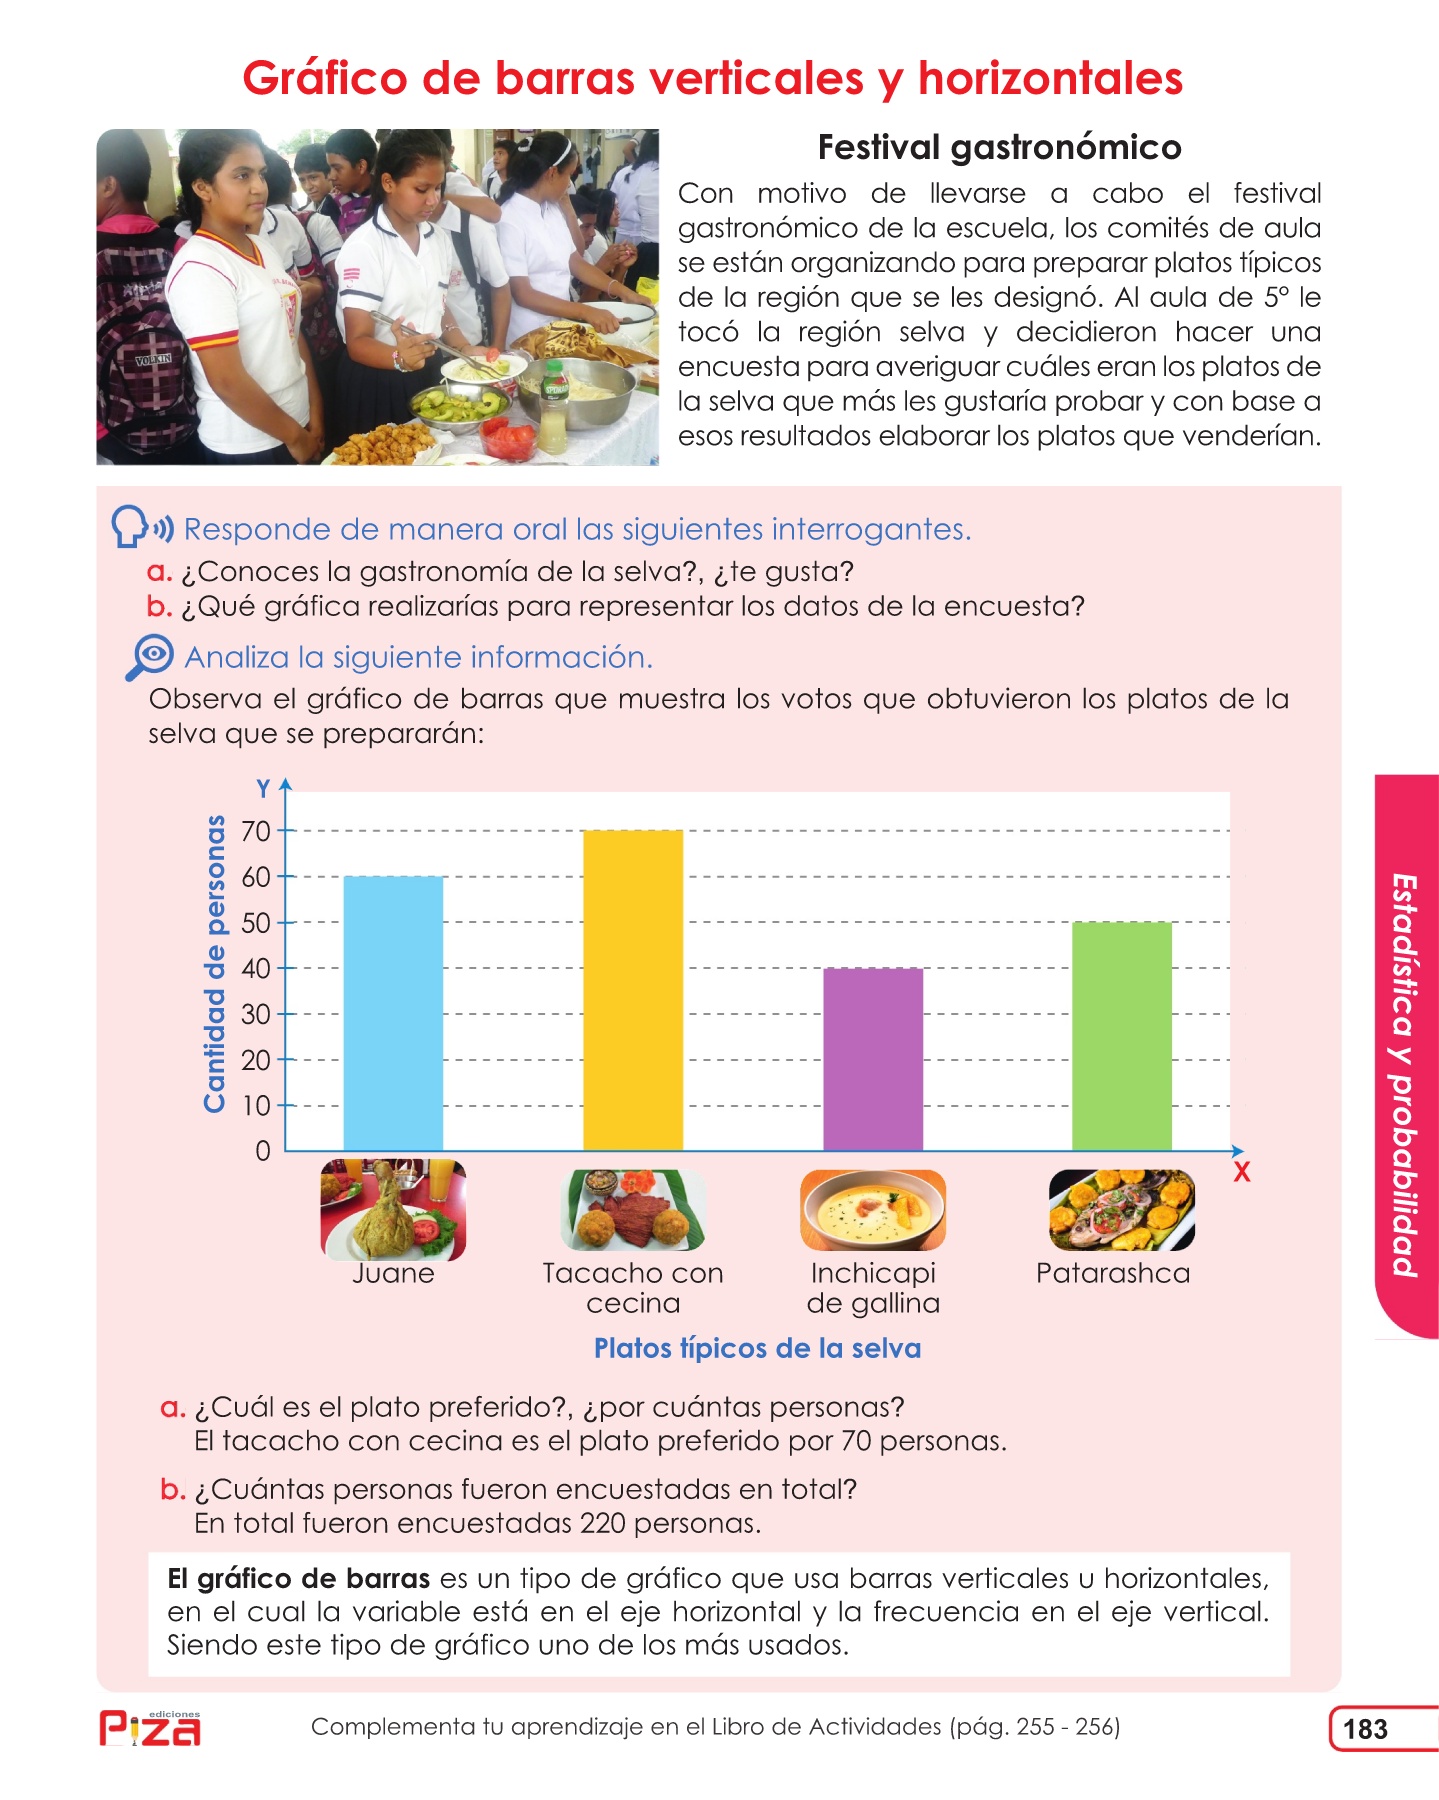 Gráfico de barras verticales y horizontales
Festival gastronómico
Con motivo de llevarse a cabo el festival
gastronómico de la escuela, los comités de aula
se están organizando para preparar platos típicos
de la región que se les designó. Al aula de 5° le
tocó la región selva y decidieron hacer una
encuesta para averiguar cuáles eran los platos de
la selva que más les gustaría probar y con base a
esos resultados elaborar los platos que venderían.
VOLKIN
Responde de manera oral las siguientes interrogantes.
a. ¿Conoces la gastronomía de la selva?, ¿te gusta?
b. ¿Qué gráfica realizarías para representar los datos de la encuesta?
Analiza la siguiente información.
Observa el gráfico de barras que muestra los votos que obtuvieron los platos de la
selva que se prepararán:
Y
Cantidad de personas
70
60
50
40
30
20
10
0
X
Juane
Tacacho con
cecina
Inchicapi
de gallina
Patarashca
Platos típicos de la selva
a. ¿Cuál es el plato preferido?, ¿por cuántas personas?
El tacacho con cecina es el plato preferido por 70 personas.
b. ¿Cuántas personas fueron encuestadas en total?
En total fueron encuestadas 220 personas.
El gráfico de barras es un tipo de gráfico que usa barras verticales u horizontales,
en el cual la variable está en el eje horizontal y la frecuencia en el eje vertical.
Siendo este tipo de gráfico uno de los más usados.
Estadística y probabilidad
ediciones
Piza
Complementa tu aprendizaje en el Libro de Actividades (pág. 255 - 256)
183